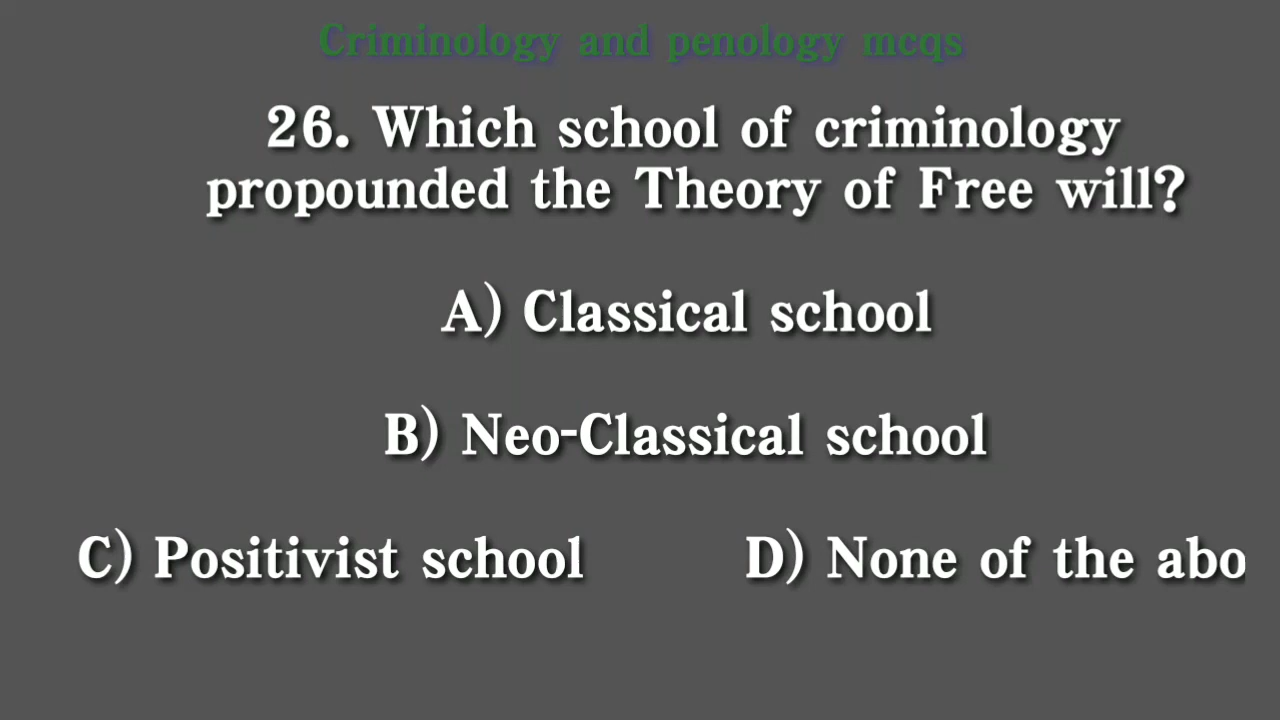 Criminology and penology mcqs
26. Which school of criminology
propounded the Theory of Free will?
A) Classical school
B) Neo-Classical school
C) Positivist school D) None of the abo